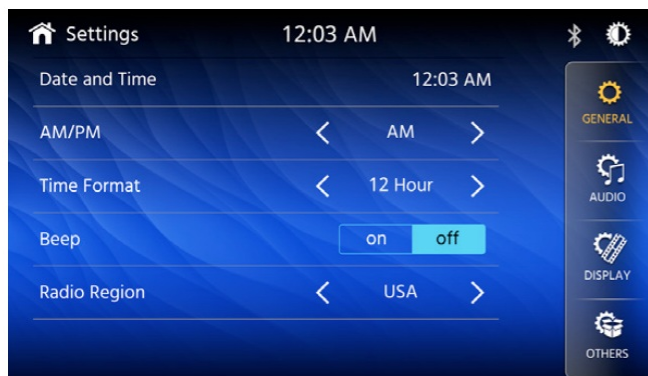 Settings 12:03 AM
Date and Time 12:03 AM
GENERAL
AM/PM AM
Time Format 12 Hour
AUDIO
Beep on off
DISPLAY
Radio Region USA
OTHERS